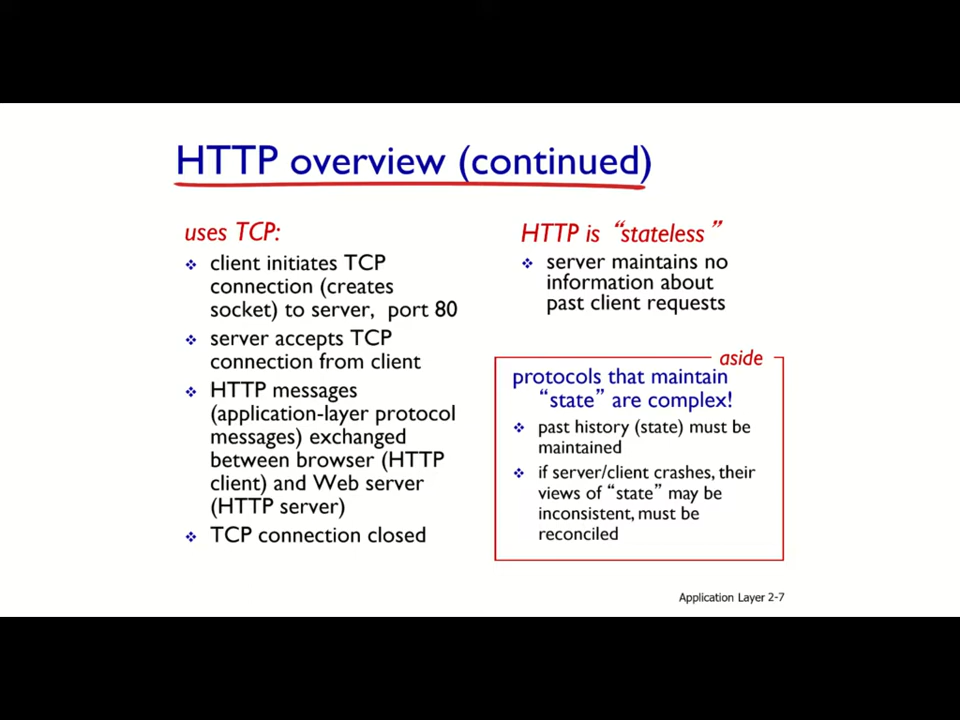 HTTP overview (continued)
uses TCP:
❖ client initiates TCP
connection (creates
socket) to server, port 80
❖ server accepts TCP
connection from client
❖ HTTP messages
(application-layer protocol
messages) exchanged
between browser (HTTP
client) and Web server
(HTTP server)
❖ TCP connection closed
HTTP is “stateless”
❖ server maintains no
information about
past client requests
aside
protocols that maintain
“state” are complex!
❖ past history (state) must be
maintained
❖ if server/client crashes, their
views of “state” may be
inconsistent, must be
reconciled
Application Layer 2-7